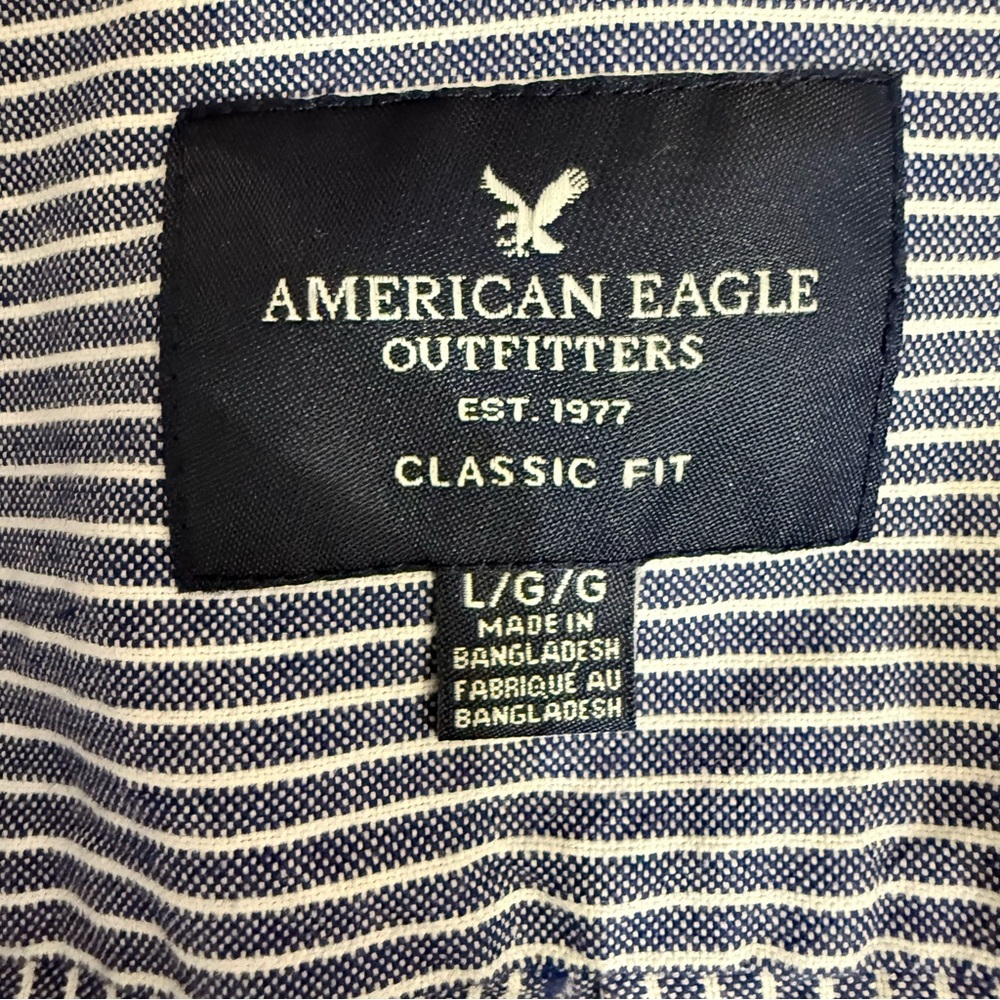 AMERICAN EAGLE
OUTFITTERS
EST. 1977
CLASSIC FIT
L/G/G
MADE IN
BANGLADESH
FABRIQUÉ AU
BANGLADESH